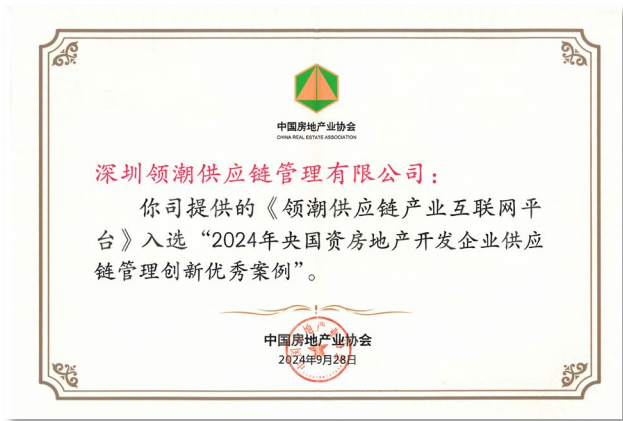 中国房地产业协会
CHINA REAL ESTATE ASSOCIATION
深圳领潮供应链管理有限公司：
你司提供的《领潮供应链产业互联网平
台》入选“2024年央国资房地产开发企业供应
链管理创新优秀案例”。
中国房地产业协会
2024年9月28日